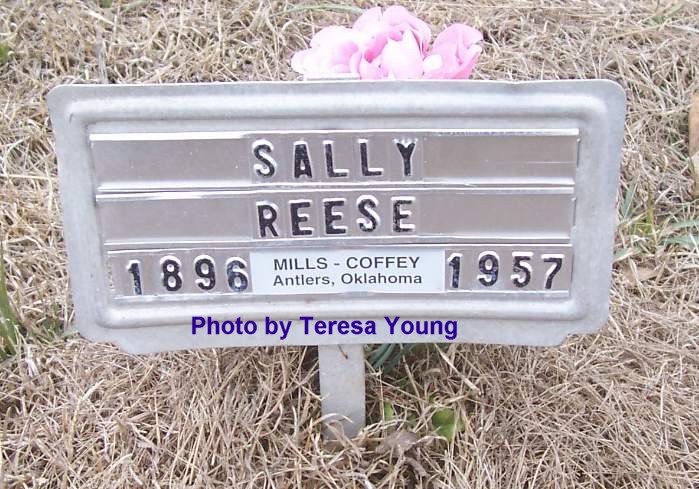 SALLY
REESE
1896 MILLS - COFFEY 1957
Antlers, Oklahoma
Photo by Teresa Young